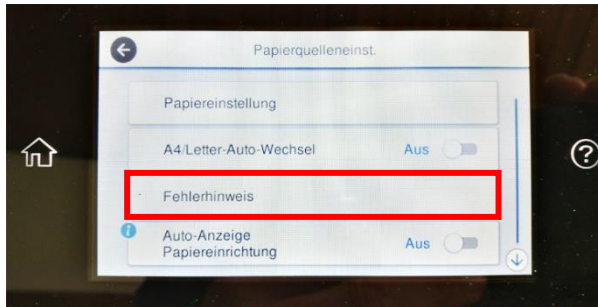 Papierquelleneinst.
Papiereinstellung
A4/Letter-Auto-Wechsel Aus
Fehlerhinweis
Auto-Anzeige
Papiereinrichtung Aus